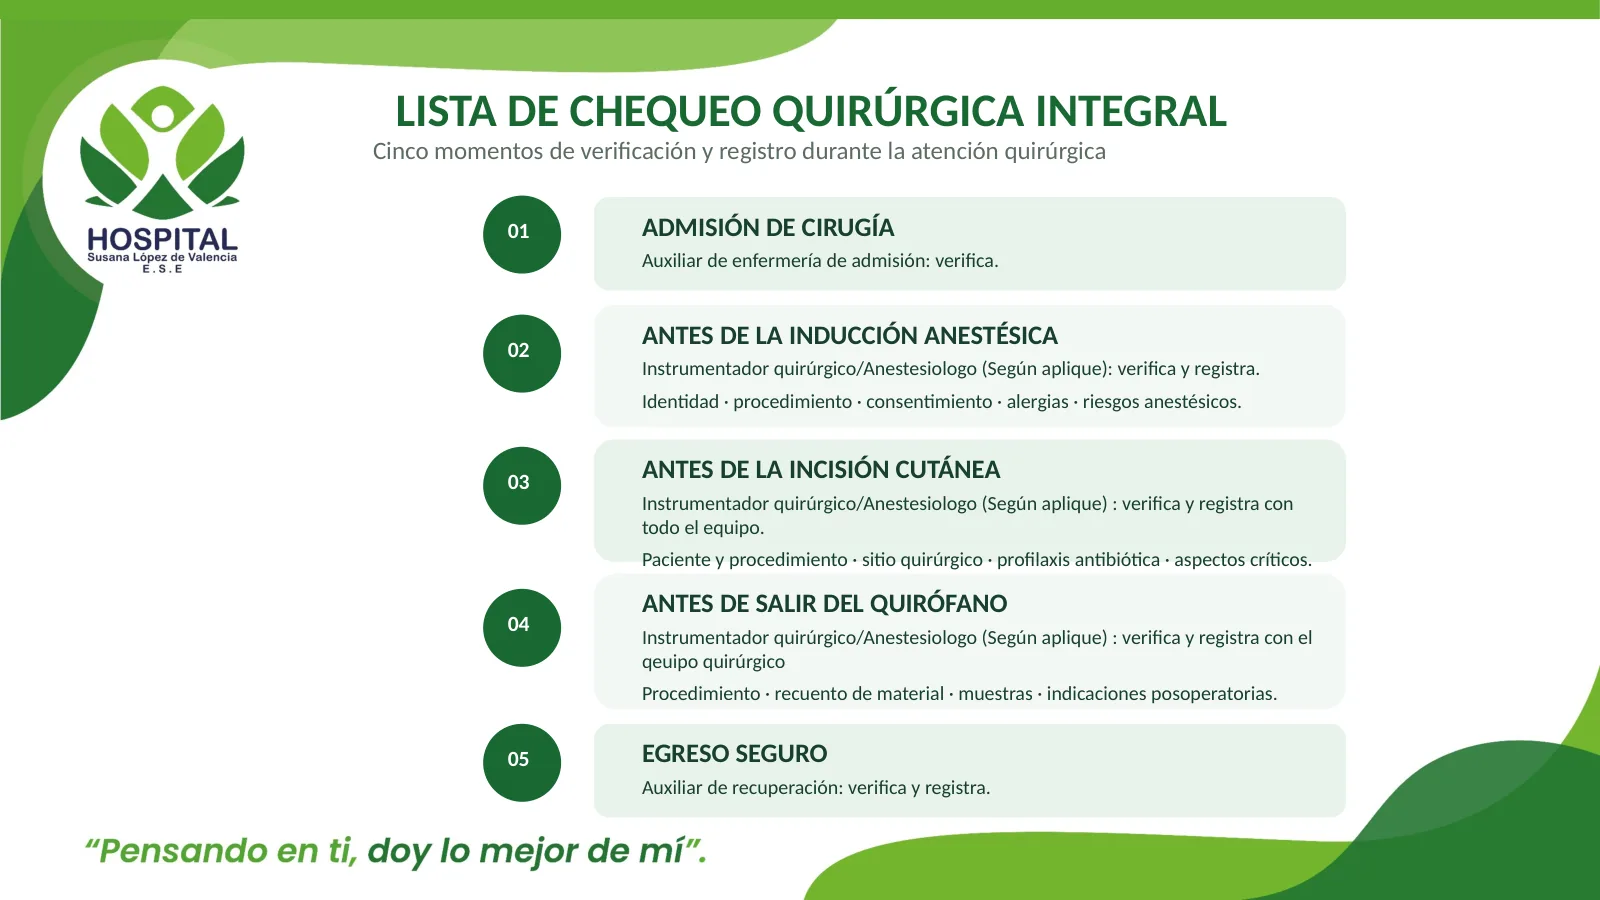 LISTA DE CHEQUEO QUIRÚRGICA INTEGRAL
Cinco momentos de verificación y registro durante la atención quirúrgica
HOSPITAL
Susana López de Valencia
E.S.E
01
ADMISIÓN DE CIRUGÍA
Auxiliar de enfermería de admisión: verifica.
02
ANTES DE LA INDUCCIÓN ANESTÉSICA
Instrumentador quirúrgico/Anestesiologo (Según aplique): verifica y registra.
Identidad · procedimiento · consentimiento · alergias · riesgos anestésicos.
03
ANTES DE LA INCISIÓN CUTÁNEA
Instrumentador quirúrgico/Anestesiologo (Según aplique) : verifica y registra con
todo el equipo.
Paciente y procedimiento · sitio quirúrgico · profilaxis antibiótica · aspectos críticos.
04
ANTES DE SALIR DEL QUIRÓFANO
Instrumentador quirúrgico/Anestesiologo (Según aplique) : verifica y registra con el
qeuipo quirúrgico
Procedimiento · recuento de material · muestras · indicaciones posoperatorias.
05
EGRESO SEGURO
Auxiliar de recuperación: verifica y registra.
“Pensando en ti, doy lo mejor de mí”.